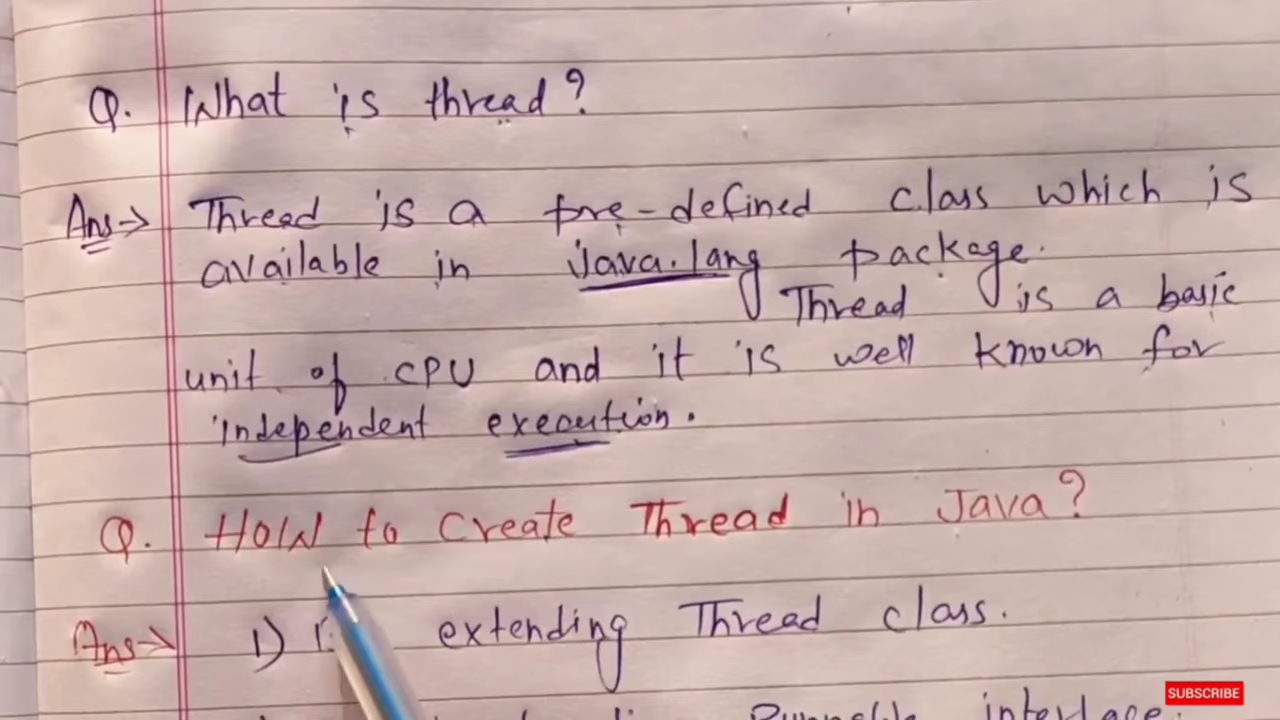 Q. What is thread?
Ans→ Thread is a pre-defined class which is
available in Java.lang package.
Thread is a basic
unit of CPU and it is well known for
independent execution.
Q. How to Create Thread in Java?
Ans→ 1) extending Thread class.
Runnable interface.
SUBSCRIBE